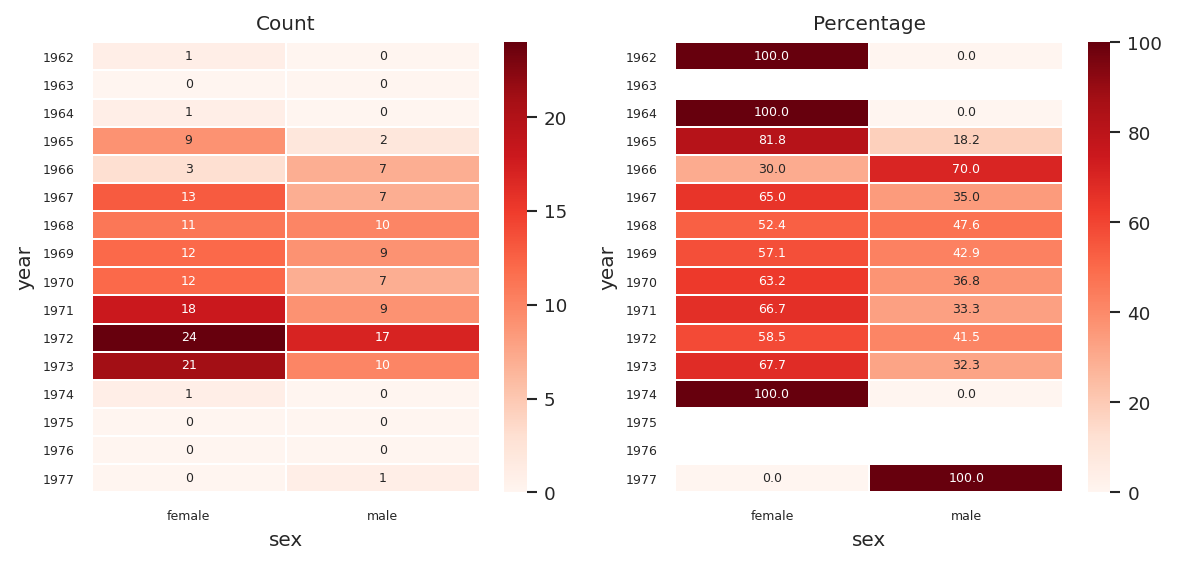 Count
1962 1 0
1963 0 0
1964 1 0
1965 9 2
1966 3 7
1967 13 7
1968 11 10
1969 12 9
1970 12 7
1971 18 9
1972 24 17
1973 21 10
1974 1 0
1975 0 0
1976 0 0
1977 0 1
female male
sex
year
20
15
10
5
0
Percentage
1962 100.0 0.0
1963
1964 100.0 0.0
1965 81.8 18.2
1966 30.0 70.0
1967 65.0 35.0
1968 52.4 47.6
1969 57.1 42.9
1970 63.2 36.8
1971 66.7 33.3
1972 58.5 41.5
1973 67.7 32.3
1974 100.0 0.0
1975
1976
1977 0.0 100.0
female male
sex
year
100
80
60
40
20
0